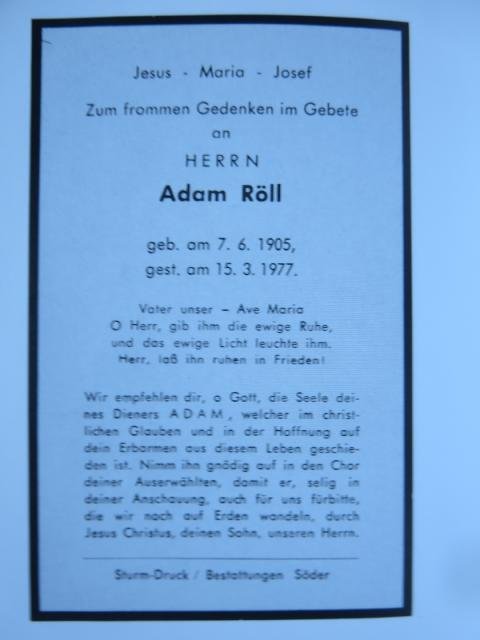 Jesus - Maria - Josef
Zum frommen Gedenken im Gebete
an
HERRN
Adam Röll
geb. am 7. 6. 1905,
gest. am 15. 3. 1977.
Vater unser – Ave Maria
O Herr, gib ihm die ewige Ruhe,
und das ewige Licht leuchte ihm.
Herr, laß ihn ruhen in Frieden!
Wir empfehlen dir, o Gott, die Seele dei-
nes Dieners ADAM, welcher im christ-
lichen Glauben und in der Hoffnung auf
dein Erbarmen aus diesem Leben geschie-
den ist. Nimm ihn gnädig auf in den Chor
deiner Auserwählten, damit er, selig in
deiner Anschauung, auch für uns fürbitte,
die wir noch auf Erden wandeln, durch
Jesus Christus, deinen Sohn, unseren Herrn.
Sturm-Druck / Bestattungen Söder